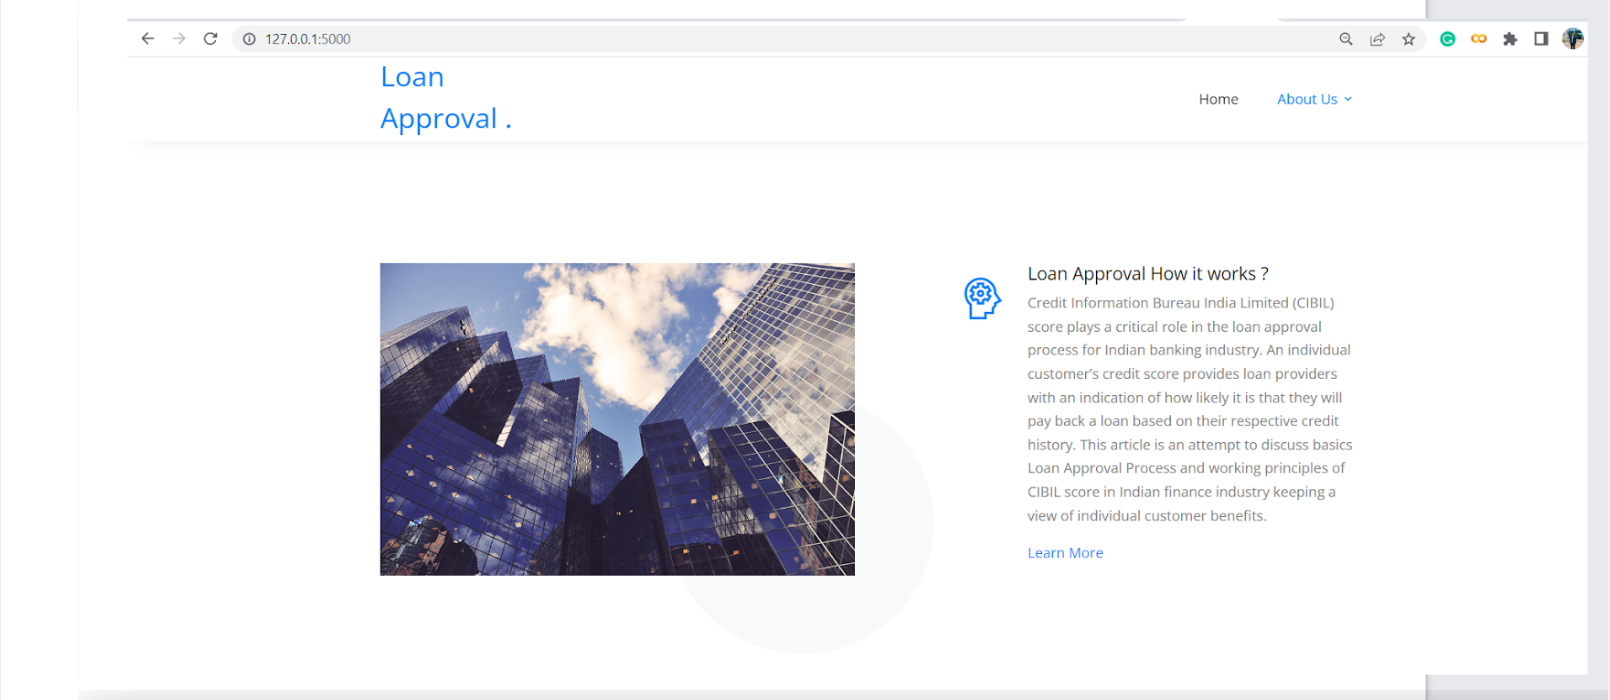 127.0.0.1:5000
Loan
Approval .
Home
About Us
Loan Approval How it works ?
Credit Information Bureau India Limited (CIBIL)
score plays a critical role in the loan approval
process for Indian banking industry. An individual
customer's credit score provides loan providers
with an indication of how likely it is that they will
pay back a loan based on their respective credit
history. This article is an attempt to discuss basics
Loan Approval Process and working principles of
CIBIL score in Indian finance industry keeping a
view of individual customer benefits.
Learn More